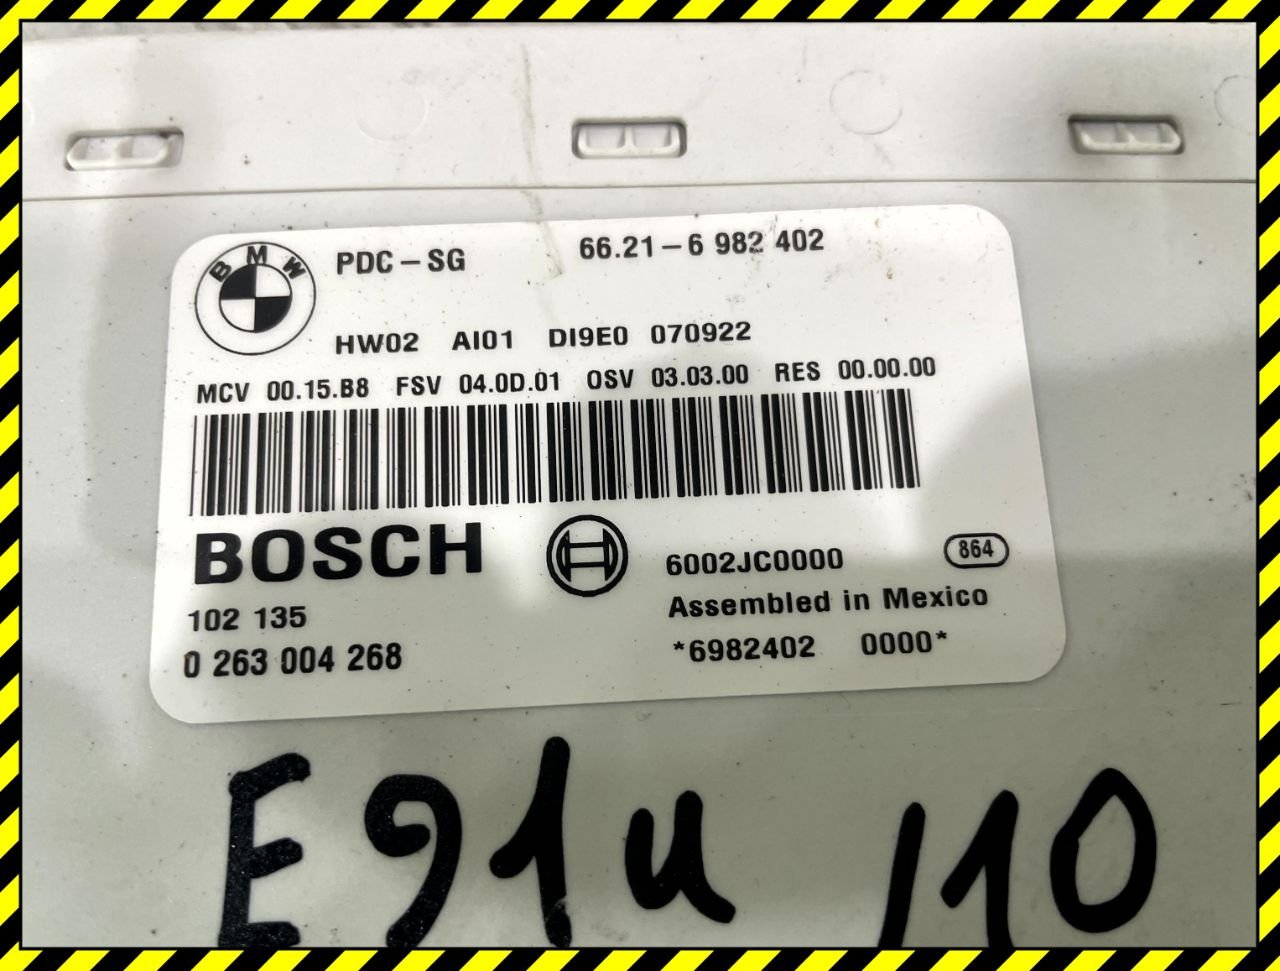 BMW
PDC-SG 66.21-6 982 402
HW02 AI01 DI9E0 070922
MCV 00.15.B8 FSV 04.0D.01 OSV 03.03.00 RES 00.00.00
BOSCH
6002JC0000 864
102 135
Assembled in Mexico
0 263 004 268
*6982402 0000*
E91u 110